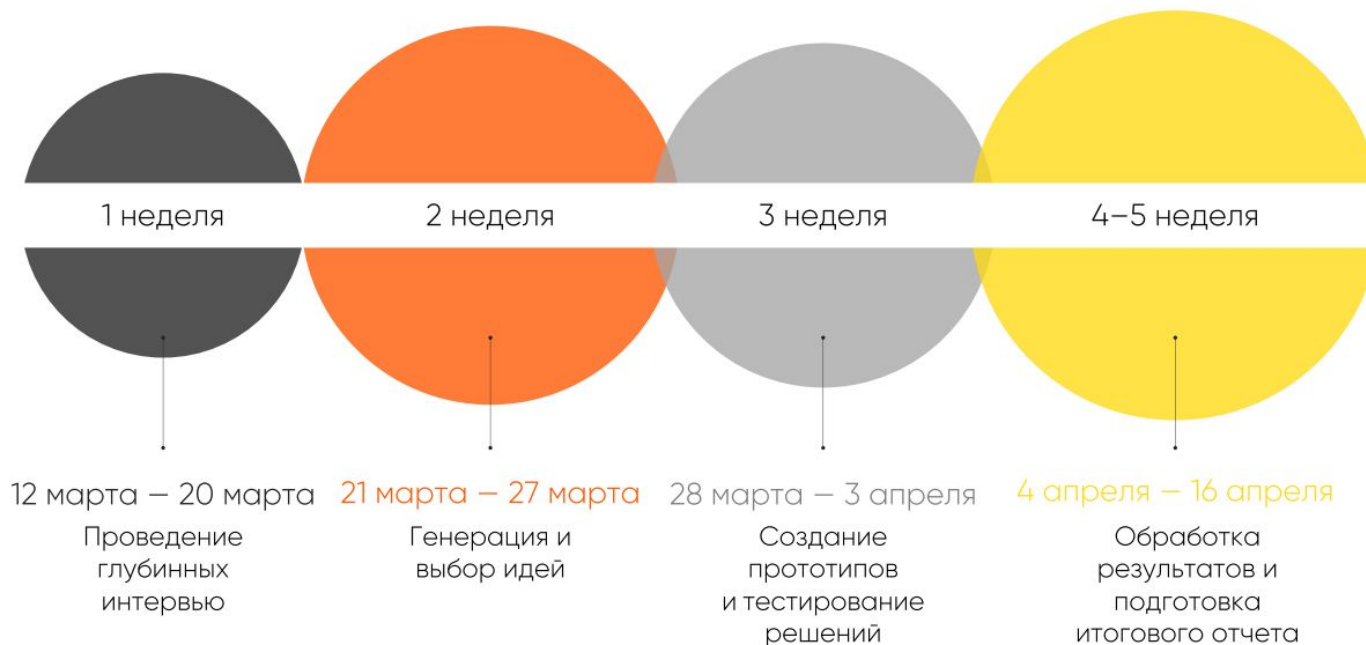 1 неделя
2 неделя
3 неделя
4–5 неделя
12 марта — 20 марта
Проведение
глубинных
интервью
21 марта — 27 марта
Генерация и
выбор идей
28 марта — 3 апреля
Создание
прототипов
и тестирование
решений
4 апреля — 16 апреля
Обработка
результатов и
подготовка
итогового отчета